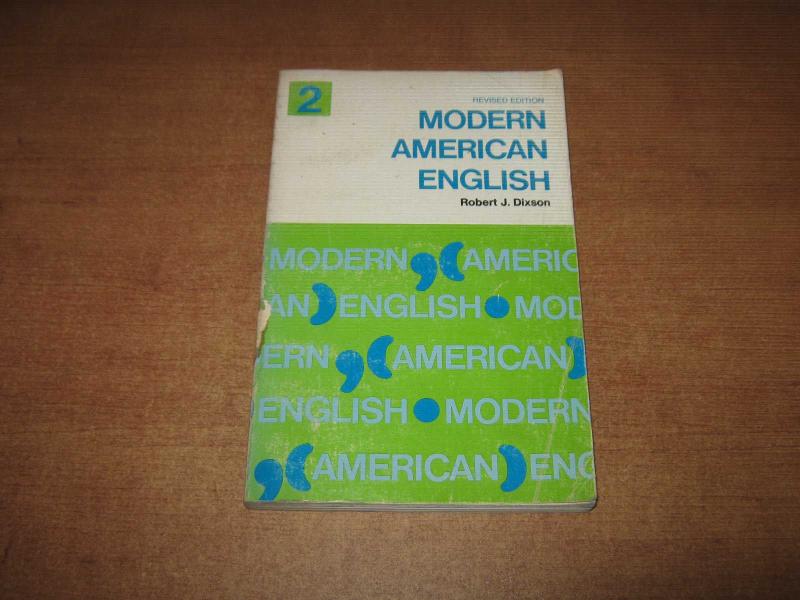 2
REVISED EDITION
MODERN
AMERICAN
ENGLISH
Robert J. Dixson
MODERN,(AMERIC
AN)ENGLISH.MOD
ERN,(AMERICAN)
ENGLISH.MODERN
,(AMERICAN)ENG